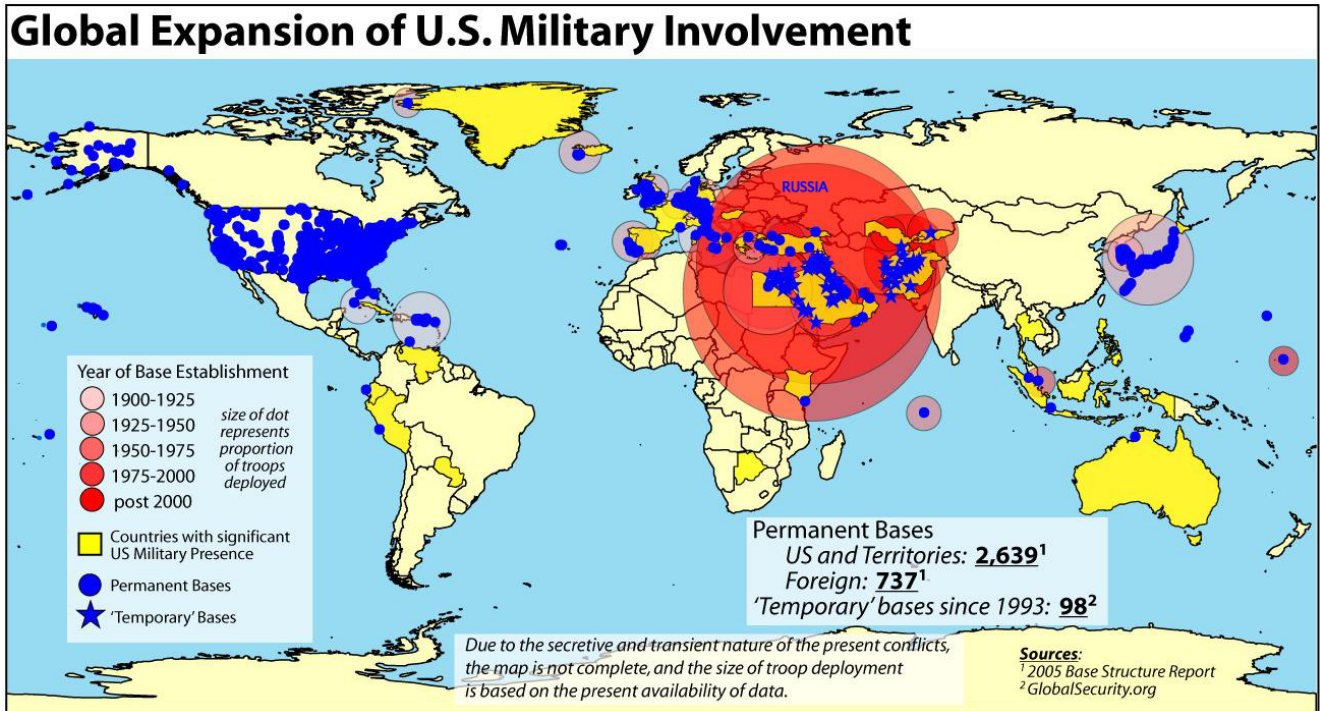 Global Expansion of U.S. Military Involvement
RUSSIA
Year of Base Establishment
1900-1925
1925-1950
1950-1975
1975-2000
post 2000
size of dot
represents
proportion
of troops
deployed
Countries with significant
US Military Presence
Permanent Bases
'Temporary' Bases
Permanent Bases
US and Territories: 2,639¹
Foreign: 737¹
'Temporary' bases since 1993: 98²
Due to the secretive and transient nature of the present conflicts,
the map is not complete, and the size of troop deployment
is based on the present availability of data.
Sources:
¹ 2005 Base Structure Report
² GlobalSecurity.org